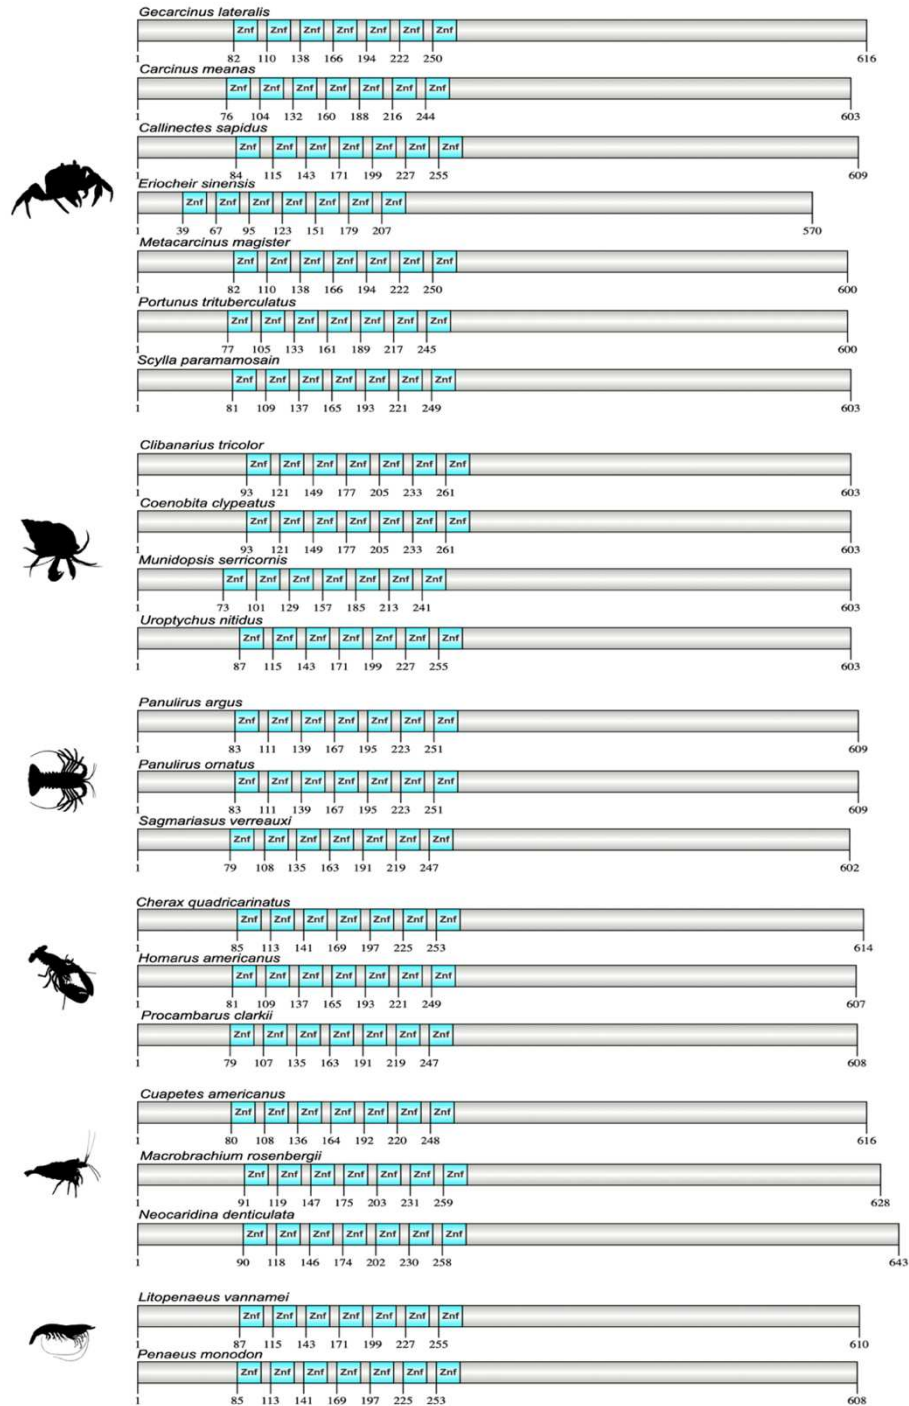 Gecarcinus lateralis
Znf Znf Znf Znf Znf Znf Znf
1 82 110 138 166 194 222 250 616
Carcinus meanas
Znf Znf Znf Znf Znf Znf Znf
1 76 104 132 160 188 216 244 603
Callinectes sapidus
Znf Znf Znf Znf Znf Znf Znf
1 84 115 143 171 199 227 255 609
Eriocheir sinensis
Znf Znf Znf Znf Znf Znf Znf
1 39 67 95 123 151 179 207 570
Metacarcinus magister
Znf Znf Znf Znf Znf Znf Znf
1 82 110 138 166 194 222 250 600
Portunus trituberculatus
Znf Znf Znf Znf Znf Znf Znf
1 77 105 133 161 189 217 245 600
Scylla paramamosain
Znf Znf Znf Znf Znf Znf Znf
1 81 109 137 165 193 221 249 603
Clibanarius tricolor
Znf Znf Znf Znf Znf Znf Znf
1 93 121 149 177 205 233 261 603
Coenobita clypeatus
Znf Znf Znf Znf Znf Znf Znf
1 93 121 149 177 205 233 261 603
Munidopsis serricornis
Znf Znf Znf Znf Znf Znf Znf
1 73 101 129 157 185 213 241 603
Uroptychus nitidus
Znf Znf Znf Znf Znf Znf Znf
1 87 115 143 171 199 227 255 603
Panulirus argus
Znf Znf Znf Znf Znf Znf Znf
1 83 111 139 167 195 223 251 609
Panulirus ornatus
Znf Znf Znf Znf Znf Znf Znf
1 83 111 139 167 195 223 251 609
Sagmariasus verreauxi
Znf Znf Znf Znf Znf Znf Znf
1 79 108 135 163 191 219 247 602
Cherax quadricarinatus
Znf Znf Znf Znf Znf Znf Znf
1 85 113 141 169 197 225 253 614
Homarus americanus
Znf Znf Znf Znf Znf Znf Znf
1 81 109 137 165 193 221 249 607
Procambarus clarkii
Znf Znf Znf Znf Znf Znf Znf
1 79 107 135 163 191 219 247 608
Cuapetes americanus
Znf Znf Znf Znf Znf Znf Znf
1 80 108 136 164 192 220 248 616
Macrobrachium rosenbergii
Znf Znf Znf Znf Znf Znf Znf
1 91 119 147 175 203 231 259 628
Neocaridina denticulata
Znf Znf Znf Znf Znf Znf Znf
1 90 118 146 174 202 230 258 643
Litopenaeus vannamei
Znf Znf Znf Znf Znf Znf Znf
1 87 115 143 171 199 227 255 610
Penaeus monodon
Znf Znf Znf Znf Znf Znf Znf
1 85 113 141 169 197 225 253 608